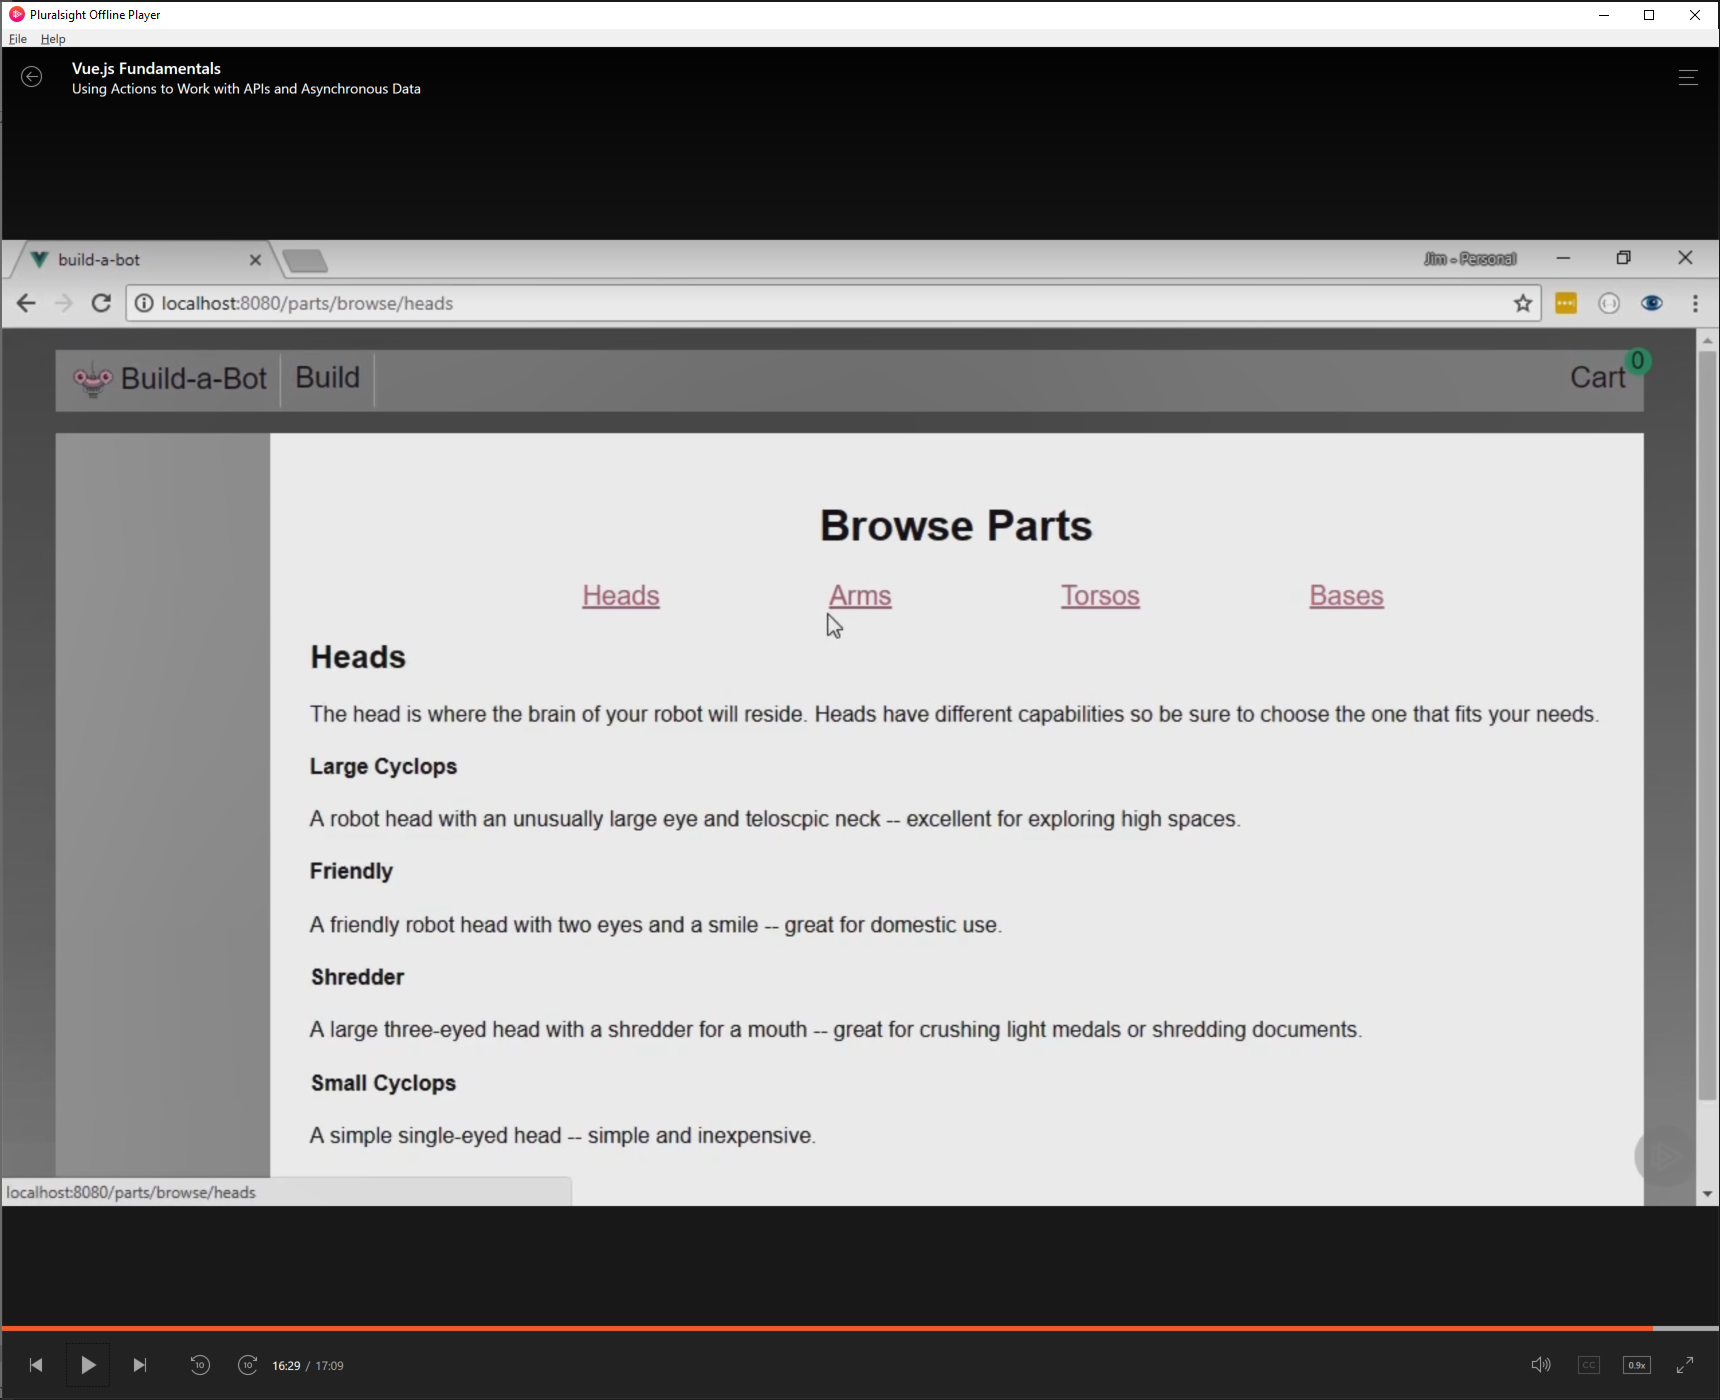 Pluralsight Offline Player
File Help
Vue.js Fundamentals
Using Actions to Work with APIs and Asynchronous Data
build-a-bot
Jim - Personal
localhost:8080/parts/browse/heads
Build-a-Bot Build Cart 0
Browse Parts
Heads Arms Torsos Bases
Heads
The head is where the brain of your robot will reside. Heads have different capabilities so be sure to choose the one that fits your needs.
Large Cyclops
A robot head with an unusually large eye and teloscpic neck -- excellent for exploring high spaces.
Friendly
A friendly robot head with two eyes and a smile -- great for domestic use.
Shredder
A large three-eyed head with a shredder for a mouth -- great for crushing light medals or shredding documents.
Small Cyclops
A simple single-eyed head -- simple and inexpensive.
localhost:8080/parts/browse/heads
10 10 16:29 / 17:09 CC 0.9x